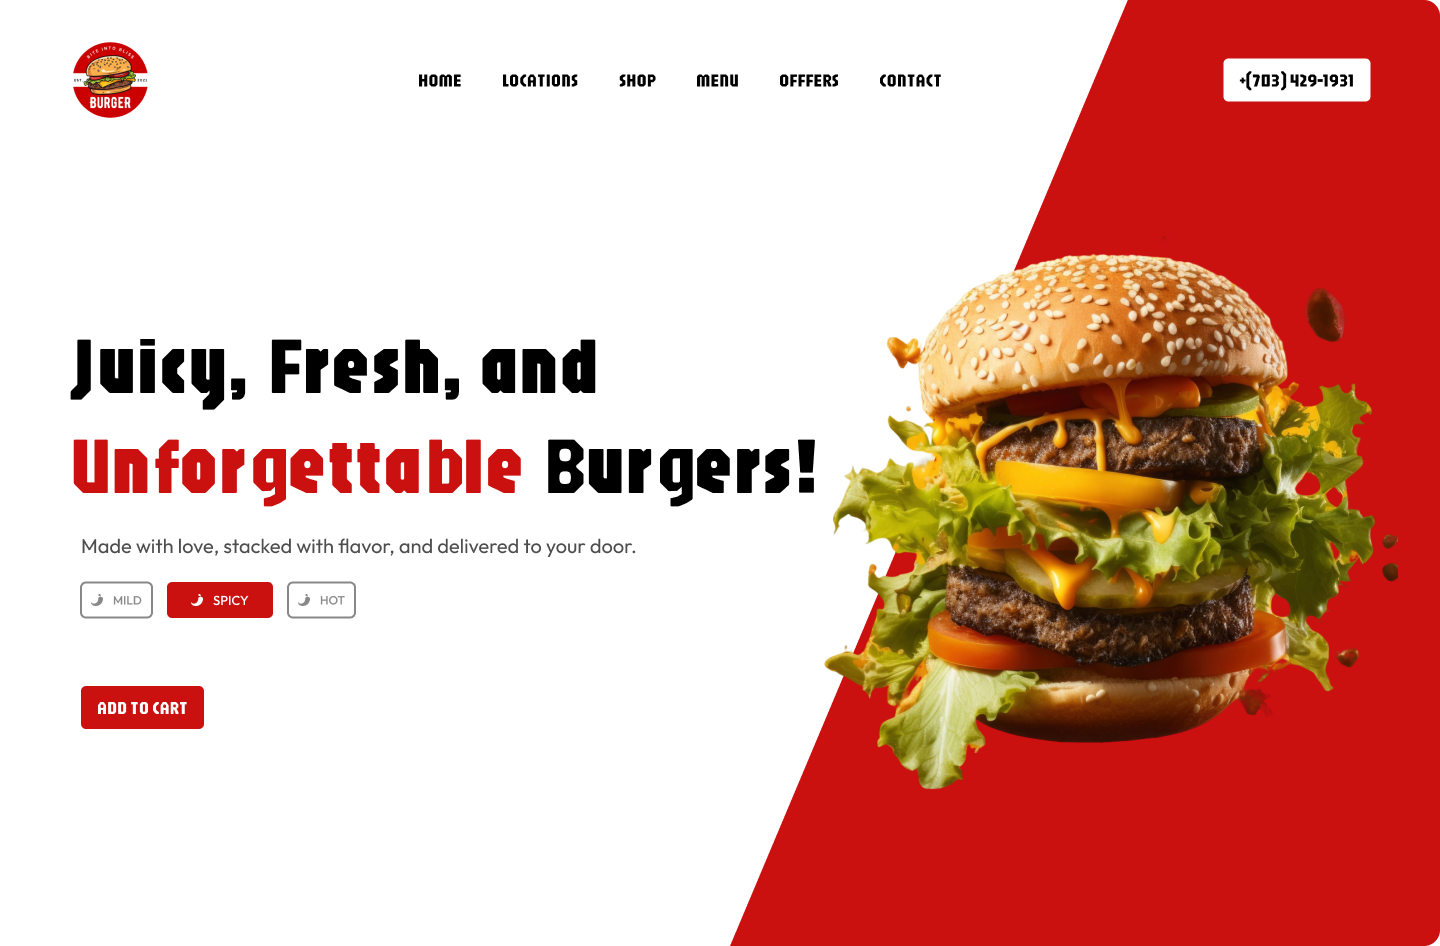 BITE INTO BLISS
EST. 2021
BURGER
HOME LOCATIONS SHOP MENU OFFFERS CONTACT
+(703) 429-1931
Juicy, Fresh, and
Unforgettable Burgers!
Made with love, stacked with flavor, and delivered to your door.
MILD SPICY HOT
ADD TO CART